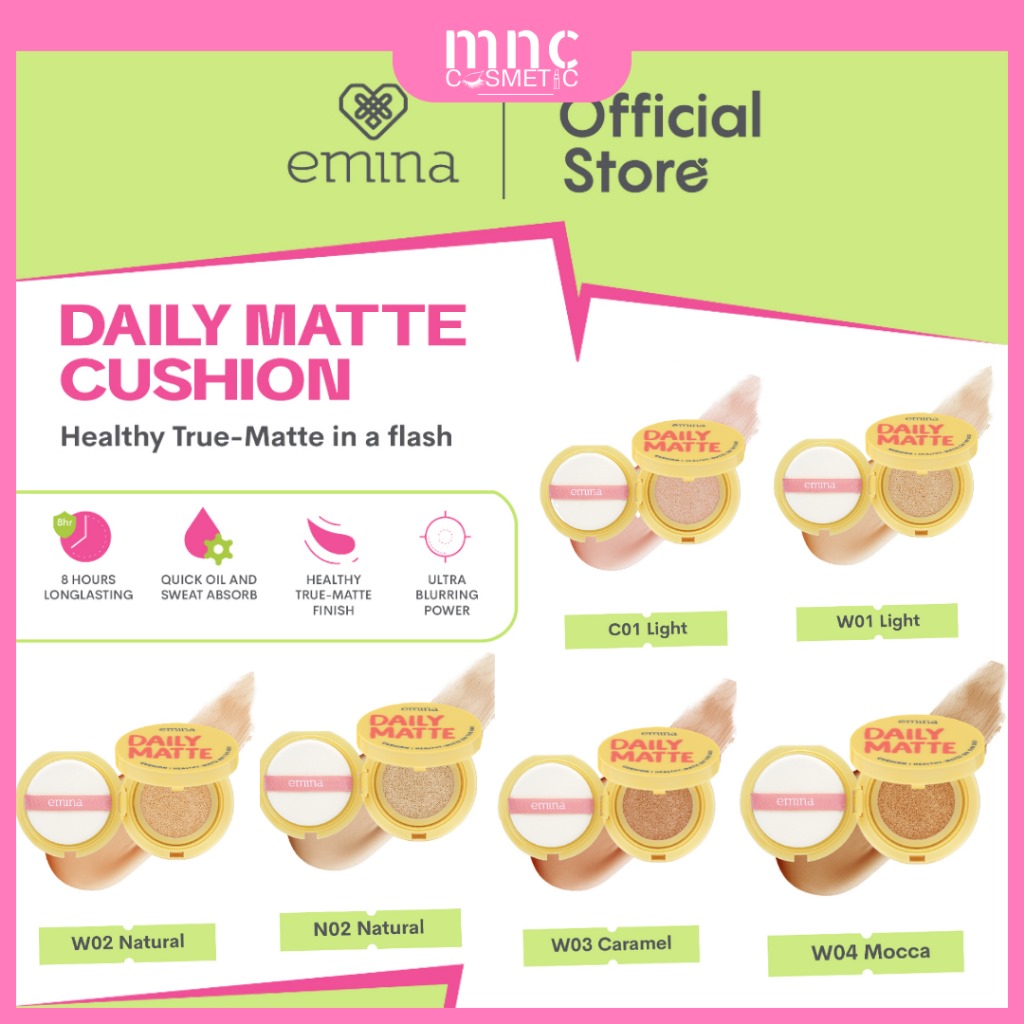 mnc
COSMETIC
emina
Official
Store
DAILY MATTE
CUSHION
Healthy True-Matte in a flash
8hr
8 HOURS
LONGLASTING
QUICK OIL AND
SWEAT ABSORB
HEALTHY
TRUE-MATTE
FINISH
ULTRA
BLURRING
POWER
emina
emina
DAILY
MATTE
C01 Light
emina
emina
DAILY
MATTE
W01 Light
emina
emina
DAILY
MATTE
W02 Natural
emina
emina
DAILY
MATTE
N02 Natural
emina
emina
DAILY
MATTE
W03 Caramel
emina
emina
DAILY
MATTE
W04 Mocca